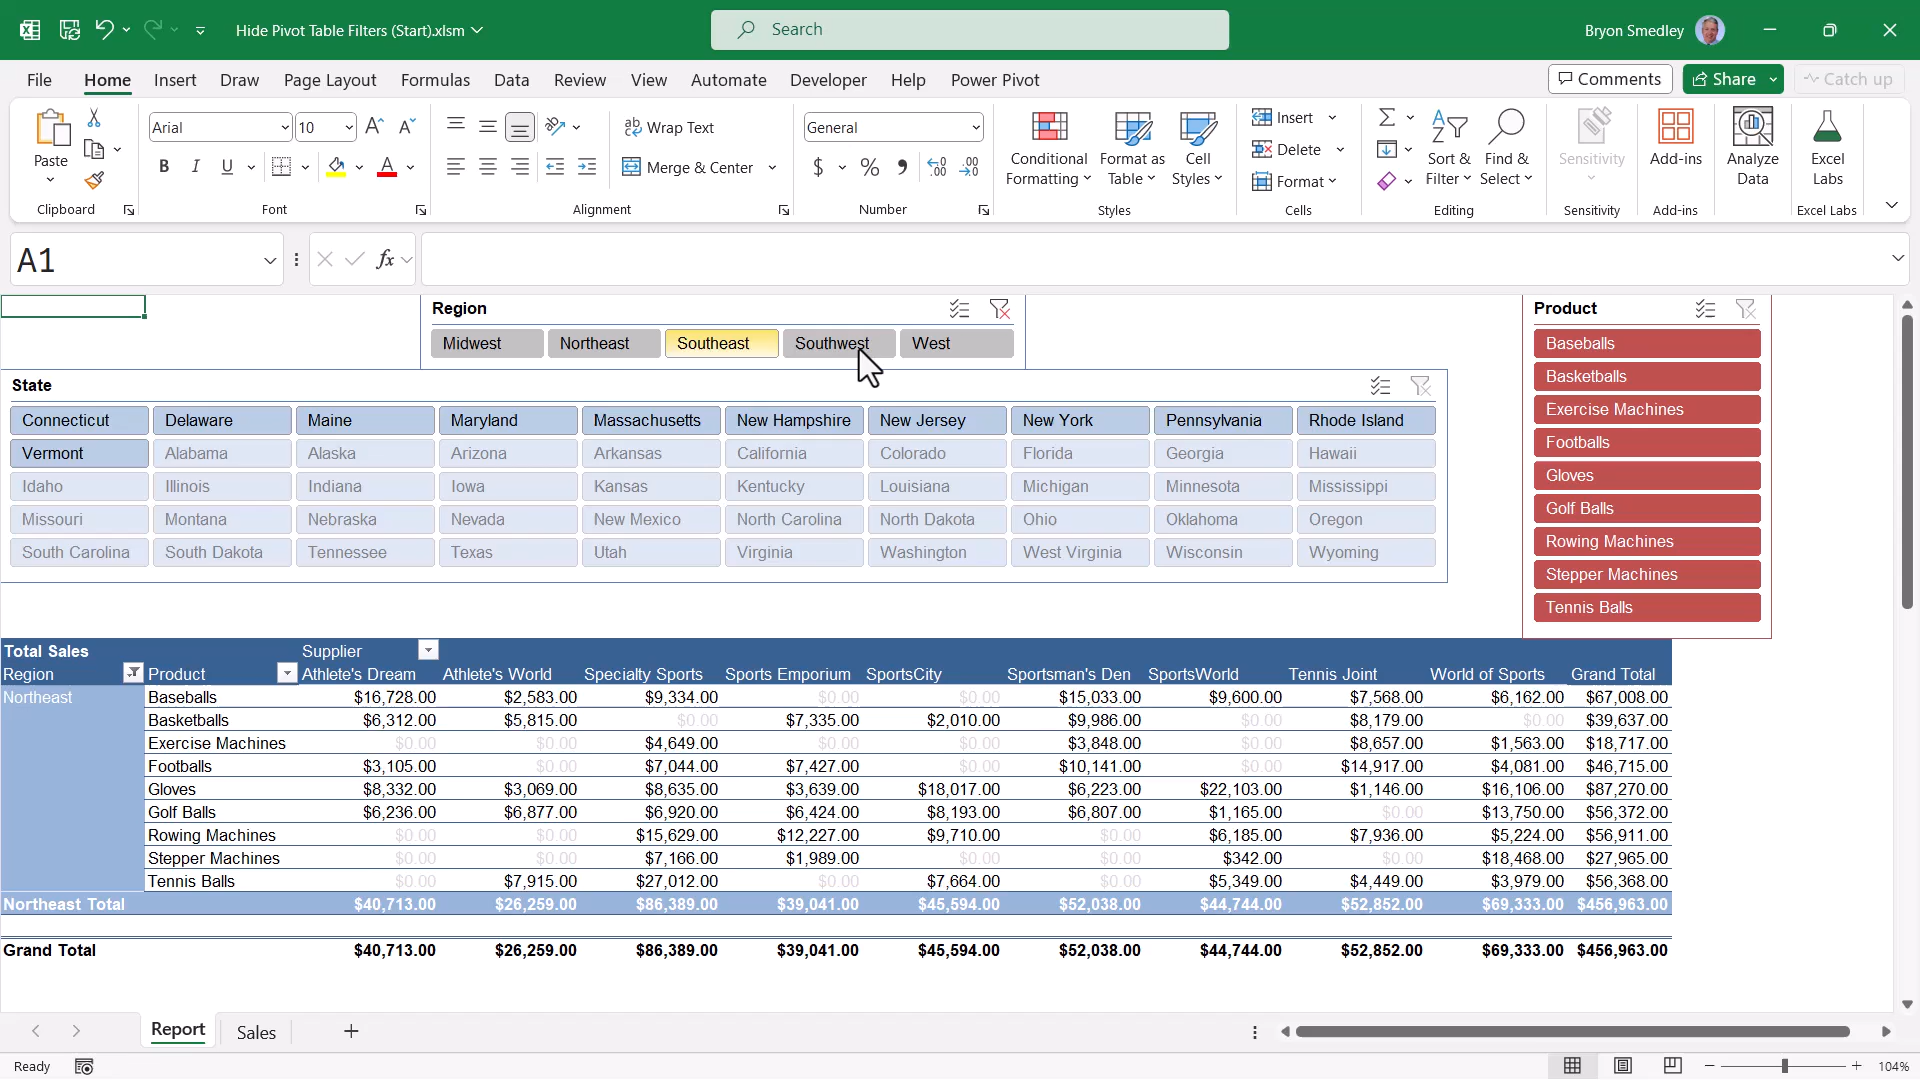 Hide Pivot Table Filters (Start).xlsm
Search
Bryon Smedley
File Home Insert Draw Page Layout Formulas Data Review View Automate Developer Help Power Pivot
Comments Share Catch up
Paste
Clipboard
Arial 10
B I U
Font
Wrap Text
Merge & Center
Alignment
General
$ % ,
Number
Conditional Formatting
Format as Table
Cell Styles
Styles
Insert
Delete
Format
Cells
Sort & Filter
Find & Select
Editing
Sensitivity
Sensitivity
Add-ins
Add-ins
Analyze Data
Excel Labs
Excel Labs
A1 fx
Region
Midwest Northeast Southeast Southwest West
State
Connecticut Delaware Maine Maryland Massachusetts New Hampshire New Jersey New York Pennsylvania Rhode Island
Vermont Alabama Alaska Arizona Arkansas California Colorado Florida Georgia Hawaii
Idaho Illinois Indiana Iowa Kansas Kentucky Louisiana Michigan Minnesota Mississippi
Missouri Montana Nebraska Nevada New Mexico North Carolina North Dakota Ohio Oklahoma Oregon
South Carolina South Dakota Tennessee Texas Utah Virginia Washington West Virginia Wisconsin Wyoming
Product
Baseballs
Basketballs
Exercise Machines
Footballs
Gloves
Golf Balls
Rowing Machines
Stepper Machines
Tennis Balls
Total Sales Supplier
Region Product Athlete's Dream Athlete's World Specialty Sports Sports Emporium SportsCity Sportsman's Den SportsWorld Tennis Joint World of Sports Grand Total
Northeast Baseballs $16,728.00 $2,583.00 $9,334.00 $0.00 $0.00 $15,033.00 $9,600.00 $7,568.00 $6,162.00 $67,008.00
Basketballs $6,312.00 $5,815.00 $0.00 $7,335.00 $2,010.00 $9,986.00 $0.00 $8,179.00 $0.00 $39,637.00
Exercise Machines $0.00 $0.00 $4,649.00 $0.00 $0.00 $3,848.00 $0.00 $8,657.00 $1,563.00 $18,717.00
Footballs $3,105.00 $0.00 $7,044.00 $7,427.00 $0.00 $10,141.00 $0.00 $14,917.00 $4,081.00 $46,715.00
Gloves $8,332.00 $3,069.00 $8,635.00 $3,639.00 $18,017.00 $6,223.00 $22,103.00 $1,146.00 $16,106.00 $87,270.00
Golf Balls $6,236.00 $6,877.00 $6,920.00 $6,424.00 $8,193.00 $6,807.00 $1,165.00 $0.00 $13,750.00 $56,372.00
Rowing Machines $0.00 $0.00 $15,629.00 $12,227.00 $9,710.00 $0.00 $6,185.00 $7,936.00 $5,224.00 $56,911.00
Stepper Machines $0.00 $0.00 $7,166.00 $1,989.00 $0.00 $0.00 $342.00 $0.00 $18,468.00 $27,965.00
Tennis Balls $0.00 $7,915.00 $27,012.00 $0.00 $7,664.00 $0.00 $5,349.00 $4,449.00 $3,979.00 $56,368.00
Northeast Total $40,713.00 $26,259.00 $86,389.00 $39,041.00 $45,594.00 $52,038.00 $44,744.00 $52,852.00 $69,333.00 $456,963.00
Grand Total $40,713.00 $26,259.00 $86,389.00 $39,041.00 $45,594.00 $52,038.00 $44,744.00 $52,852.00 $69,333.00 $456,963.00
Report Sales
Ready 104%